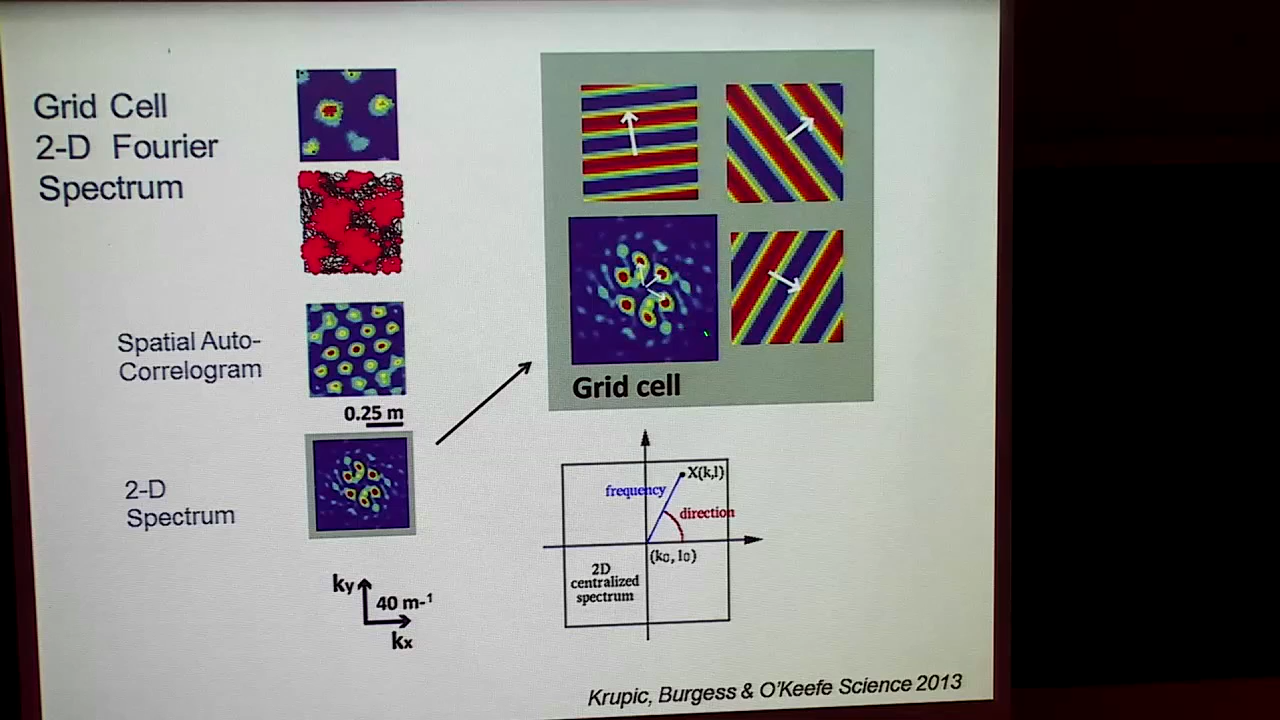 Grid Cell
2-D Fourier
Spectrum
Spatial Auto-
Correlogram
0.25 m
2-D
Spectrum
ky
40 m-1
kx
Grid cell
X(k,l)
frequency
direction
(k0, l0)
2D
centralized
spectrum
Krupic, Burgess & O'Keefe Science 2013